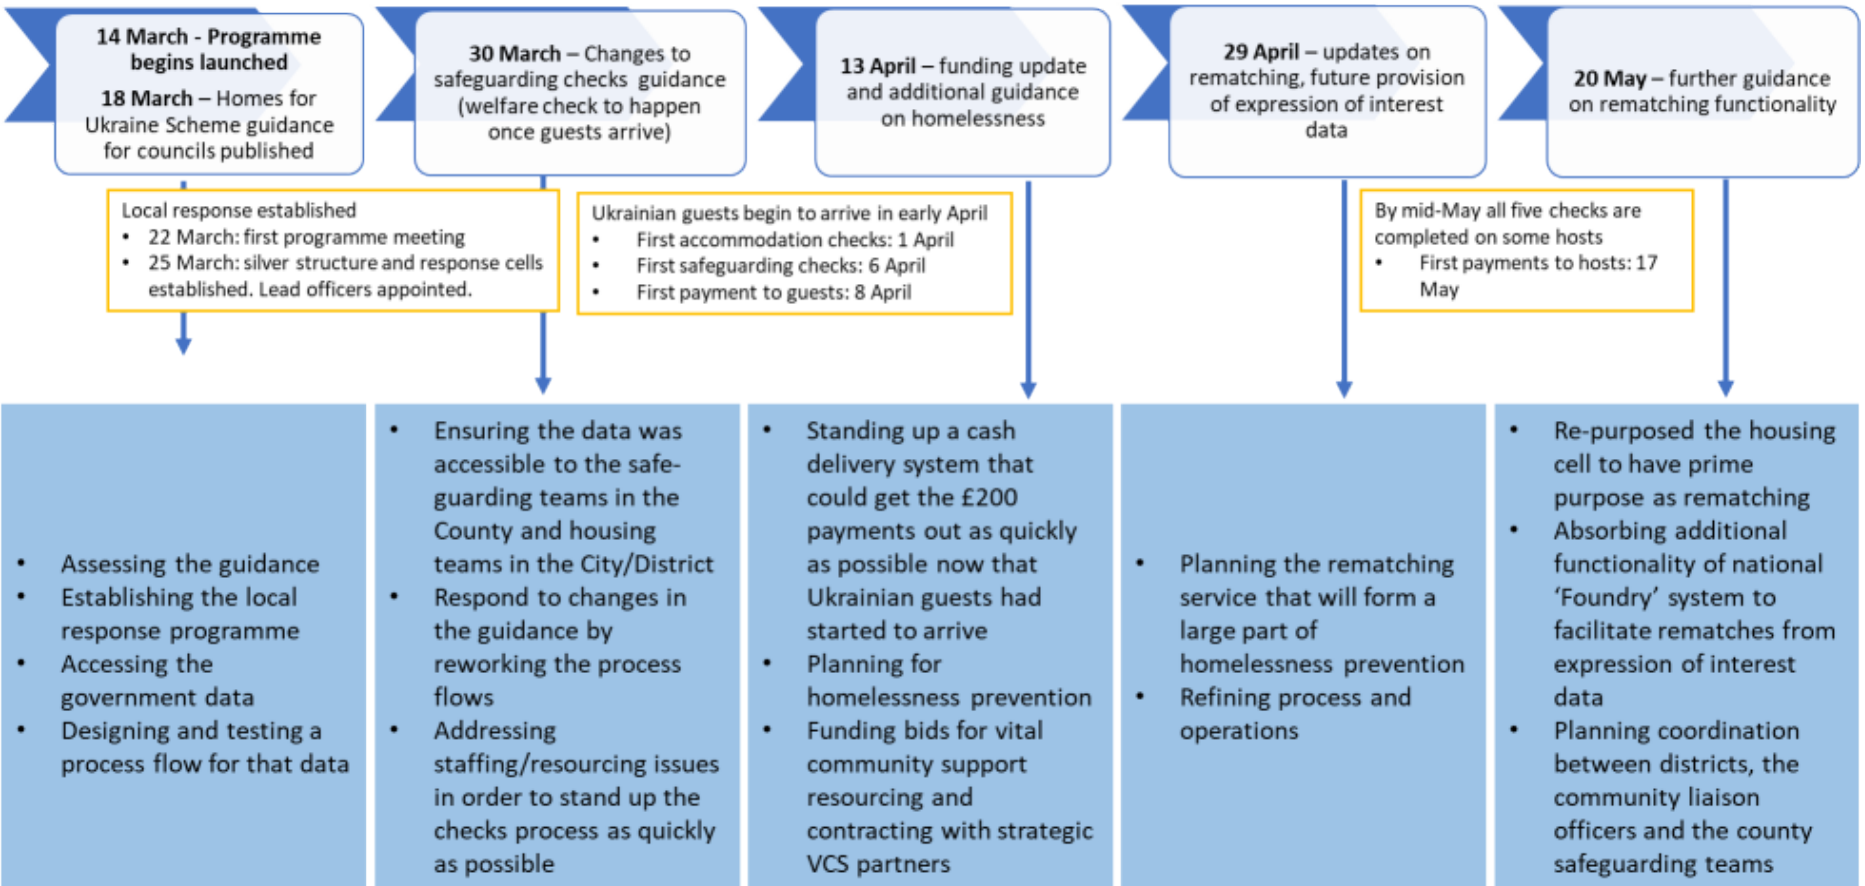 14 March - Programme
begins launched
18 March – Homes for
Ukraine Scheme guidance
for councils published
30 March – Changes to
safeguarding checks guidance
(welfare check to happen
once guests arrive)
13 April – funding update
and additional guidance
on homelessness
29 April – updates on
rematching, future provision
of expression of interest
data
20 May – further guidance
on rematching functionality
Local response established
• 22 March: first programme meeting
• 25 March: silver structure and response cells
established. Lead officers appointed.
Ukrainian guests begin to arrive in early April
• First accommodation checks: 1 April
• First safeguarding checks: 6 April
• First payment to guests: 8 April
By mid-May all five checks are
completed on some hosts
• First payments to hosts: 17
May
• Assessing the guidance
• Establishing the local
response programme
• Accessing the
government data
• Designing and testing a
process flow for that data
• Ensuring the data was
accessible to the safe-
guarding teams in the
County and housing
teams in the City/District
• Respond to changes in
the guidance by
reworking the process
flows
• Addressing
staffing/resourcing issues
in order to stand up the
checks process as quickly
as possible
• Standing up a cash
delivery system that
could get the £200
payments out as quickly
as possible now that
Ukrainian guests had
started to arrive
• Planning for
homelessness prevention
• Funding bids for vital
community support
resourcing and
contracting with strategic
VCS partners
• Planning the rematching
service that will form a
large part of
homelessness prevention
• Refining process and
operations
• Re-purposed the housing
cell to have prime
purpose as rematching
• Absorbing additional
functionality of national
‘Foundry’ system to
facilitate rematches from
expression of interest
data
• Planning coordination
between districts, the
community liaison
officers and the county
safeguarding teams